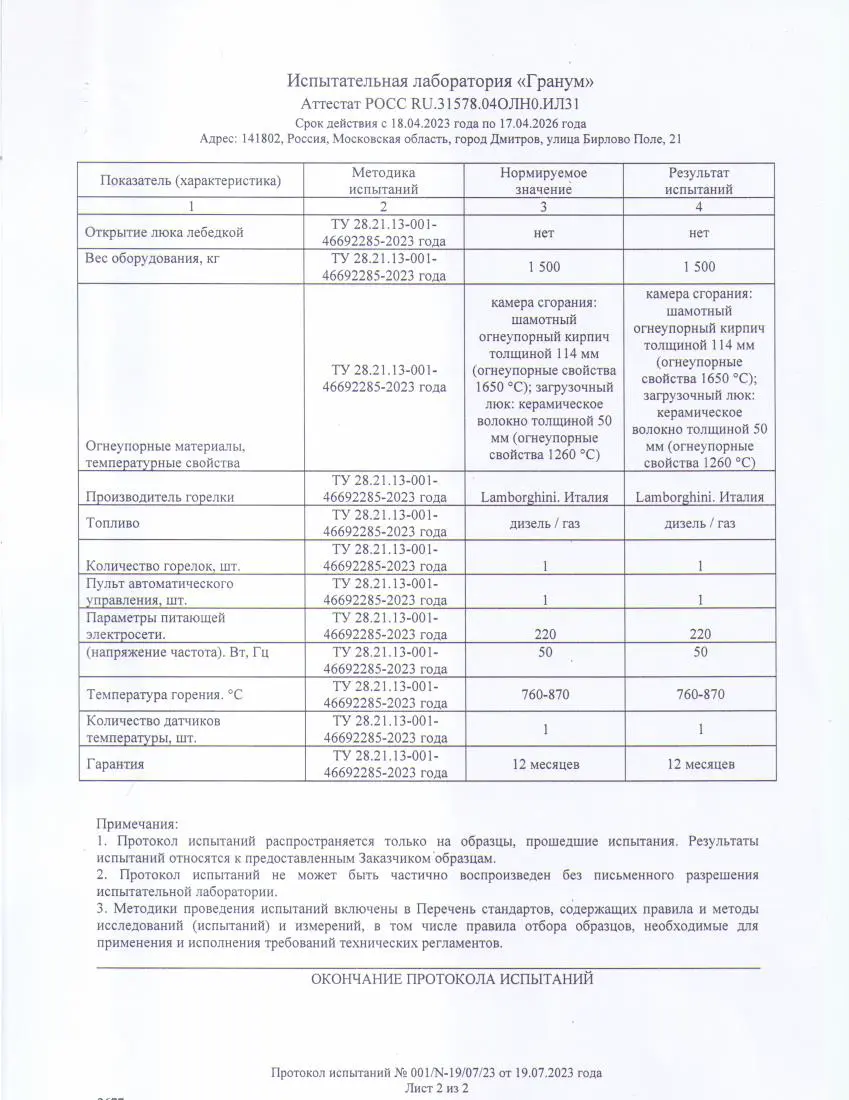 Испытательная лаборатория «Гранум»
Аттестат РОСС RU.31578.04ОЛН0.ИЛ31
Срок действия с 18.04.2023 года по 17.04.2026 года
Адрес: 141802, Россия, Московская область, город Дмитров, улица Бирлово Поле, 21
Показатель (характеристика)
Методика
испытаний
Нормируемое
значение
Результат
испытаний
1
2
3
4
Открытие люка лебедкой
ТУ 28.21.13-001-
46692285-2023 года
нет
нет
Вес оборудования, кг
ТУ 28.21.13-001-
46692285-2023 года
1 500
1 500
Огнеупорные материалы,
температурные свойства
ТУ 28.21.13-001-
46692285-2023 года
камера сгорания:
шамотный
огнеупорный кирпич
толщиной 114 мм
(огнеупорные свойства
1650 °С); загрузочный
люк: керамическое
волокно толщиной 50
мм (огнеупорные
свойства 1260 °С)
камера сгорания:
шамотный
огнеупорный кирпич
толщиной 114 мм
(огнеупорные
свойства 1650 °С);
загрузочный люк:
керамическое
волокно толщиной 50
мм (огнеупорные
свойства 1260 °С)
Производитель горелки
ТУ 28.21.13-001-
46692285-2023 года
Lamborghini. Италия
Lamborghini. Италия
Топливо
ТУ 28.21.13-001-
46692285-2023 года
дизель / газ
дизель / газ
Количество горелок, шт.
ТУ 28.21.13-001-
46692285-2023 года
1
1
Пульт автоматического
управления, шт.
ТУ 28.21.13-001-
46692285-2023 года
1
1
Параметры питающей
электросети.
ТУ 28.21.13-001-
46692285-2023 года
220
220
(напряжение частота). Вт, Гц
ТУ 28.21.13-001-
46692285-2023 года
50
50
Температура горения. °С
ТУ 28.21.13-001-
46692285-2023 года
760-870
760-870
Количество датчиков
температуры, шт.
ТУ 28.21.13-001-
46692285-2023 года
1
1
Гарантия
ТУ 28.21.13-001-
46692285-2023 года
12 месяцев
12 месяцев
Примечания:
1. Протокол испытаний распространяется только на образцы, прошедшие испытания. Результаты
испытаний относятся к предоставленным Заказчиком образцам.
2. Протокол испытаний не может быть частично воспроизведен без письменного разрешения
испытательной лаборатории.
3. Методики проведения испытаний включены в Перечень стандартов, содержащих правила и методы
исследований (испытаний) и измерений, в том числе правила отбора образцов, необходимые для
применения и исполнения требований технических регламентов.
ОКОНЧАНИЕ ПРОТОКОЛА ИСПЫТАНИЙ
Протокол испытаний № 001/N-19/07/23 от 19.07.2023 года
Лист 2 из 2